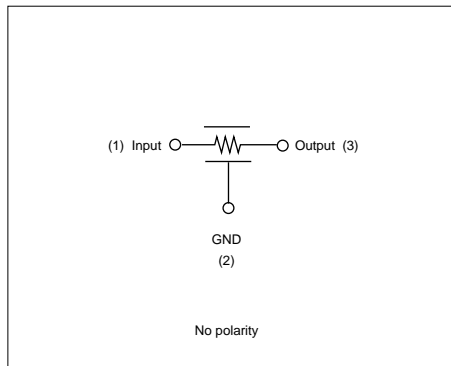 (1) Input Output (3)
GND
(2)
No polarity